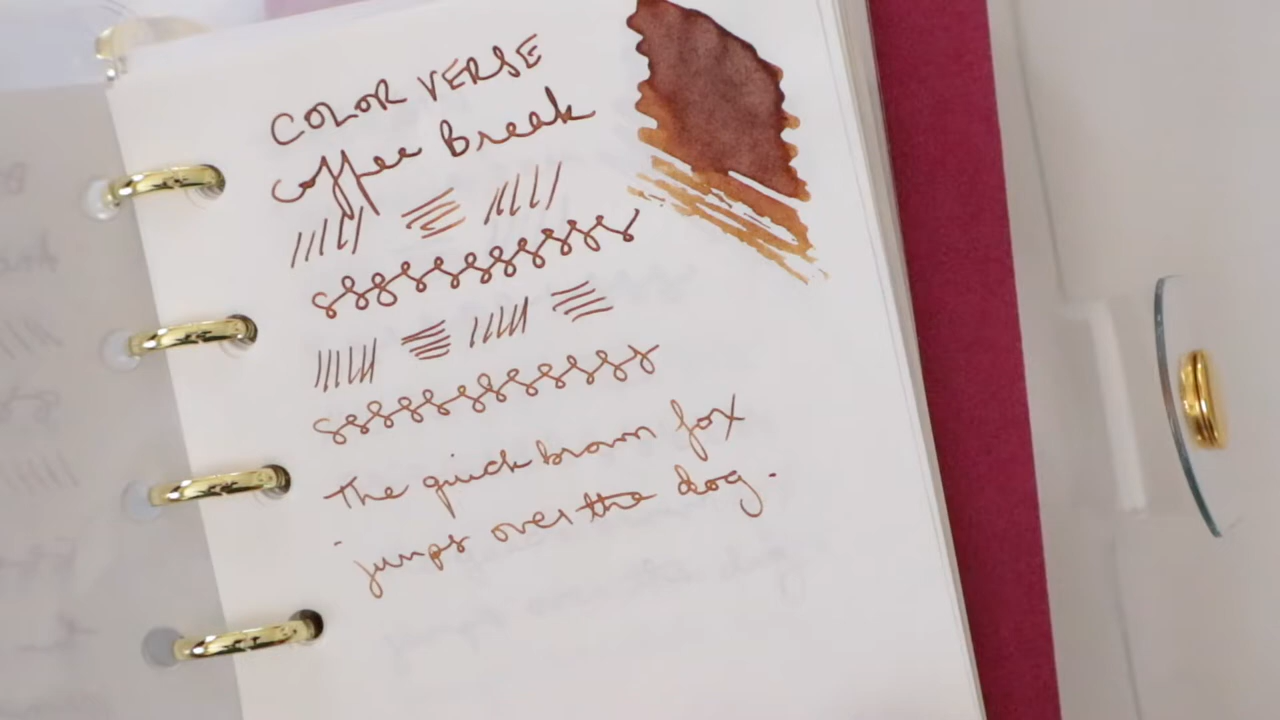 COLOR VERSE
Coffee Break
The quick brown fox
jumps over the dog.